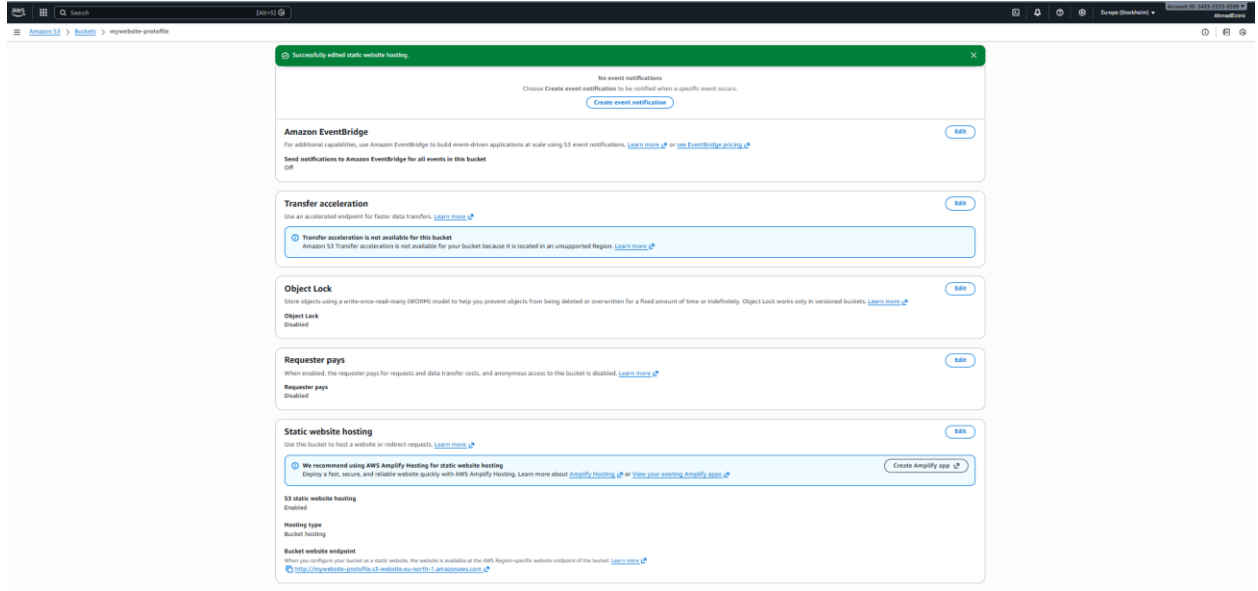 aws
Search
[Alt+S]
Europe (Stockholm)
Amazon S3 > Buckets > mywebsite-protofile
Successfully edited static website hosting.
No event notifications
Choose Create event notification to be notified when a specific event occurs.
Create event notification
Amazon EventBridge
Edit
For additional capabilities, use Amazon EventBridge to build event-driven applications at scale using S3 event notifications. Learn more or see EventBridge pricing
Send notifications to Amazon EventBridge for all events in this bucket
Off
Transfer acceleration
Edit
Use an accelerated endpoint for faster data transfers. Learn more
Transfer acceleration is not available for this bucket
Amazon S3 Transfer acceleration is not available for your bucket because it is located in an unsupported Region. Learn more
Object Lock
Edit
Store objects using a write-once-read-many (WORM) model to help you prevent objects from being deleted or overwritten for a fixed amount of time or indefinitely. Object Lock works only in versioned buckets. Learn more
Object Lock
Disabled
Requester pays
Edit
When enabled, the requester pays for requests and data transfer costs, and anonymous access to this bucket is disabled. Learn more
Requester pays
Disabled
Static website hosting
Edit
Use this bucket to host a website or redirect requests. Learn more
We recommend using AWS Amplify Hosting for static website hosting
Create Amplify app
Deploy a fast, secure, and reliable website quickly with AWS Amplify Hosting. Learn more about Amplify Hosting or View your existing Amplify apps
S3 static website hosting
Enabled
Hosting type
Bucket hosting
Bucket website endpoint
When you configure your bucket as a static website, the website is available at the AWS Region-specific website endpoint of the bucket. Learn more
http://mywebsite-protofile.s3-website.eu-north-1.amazonaws.com